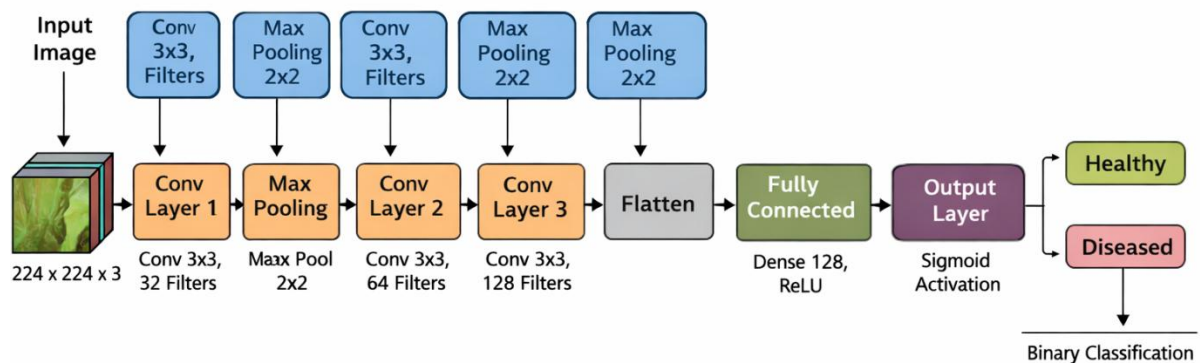 Input
Image
Conv
3x3,
Filters
Max
Pooling
2x2
Conv
3x3,
Filters
Max
Pooling
2x2
Max
Pooling
2x2
Conv
Layer 1
Max
Pooling
Conv
Layer 2
Conv
Layer 3
Flatten
Fully
Connected
Output
Layer
Healthy
Diseased
224 x 224 x 3
Conv 3x3,
32 Filters
Maax Pool
2x2
Conv 3x3,
64 Filters
Conv 3x3,
128 Filters
Dense 128,
ReLU
Sigmoid
Activation
Binary Classification